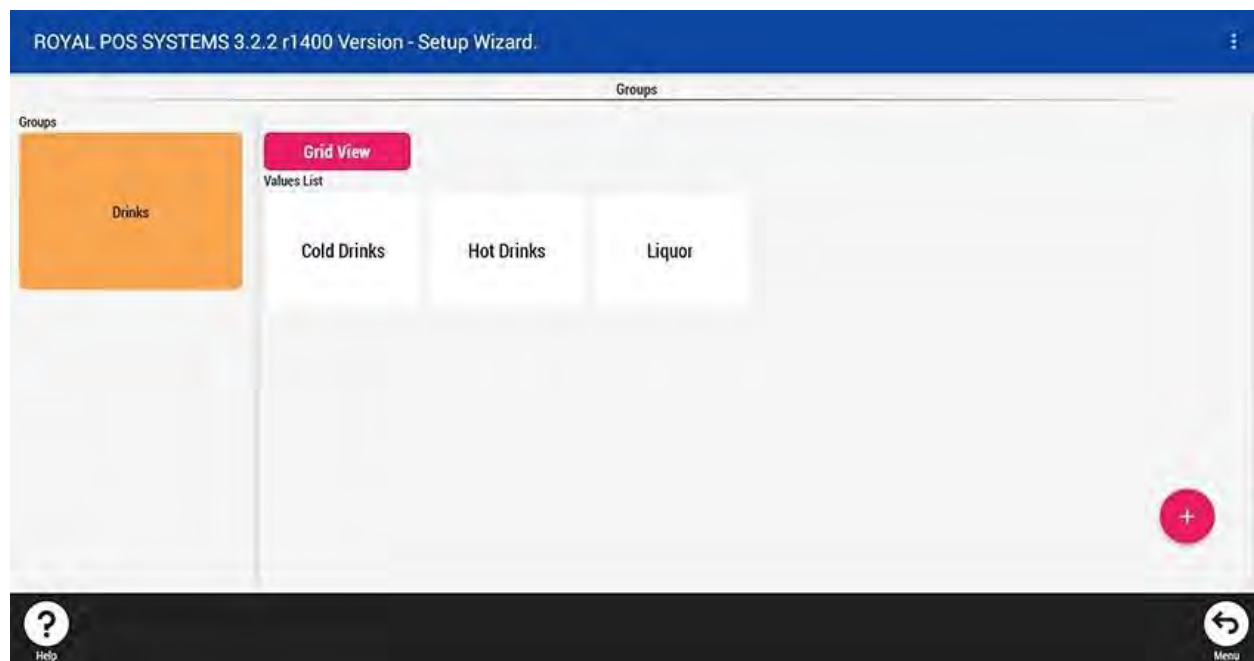 ROYAL POS SYSTEMS 3.2.2 r1400 Version - Setup Wizard.
Groups
Groups
Drinks
Grid View
Values List
Cold Drinks
Hot Drinks
Liquor
+
?
Help
Menu